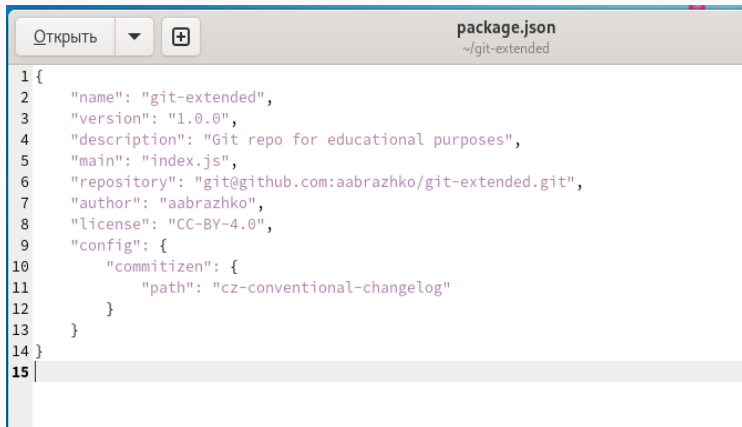 Открыть
package.json
~/git-extended
1 {
2     "name": "git-extended",
3     "version": "1.0.0",
4     "description": "Git repo for educational purposes",
5     "main": "index.js",
6     "repository": "git@github.com:aabrazhko/git-extended.git",
7     "author": "aabrazhko",
8     "license": "CC-BY-4.0",
9     "config": {
10         "commitizen": {
11             "path": "cz-conventional-changelog"
12         }
13     }
14 }
15